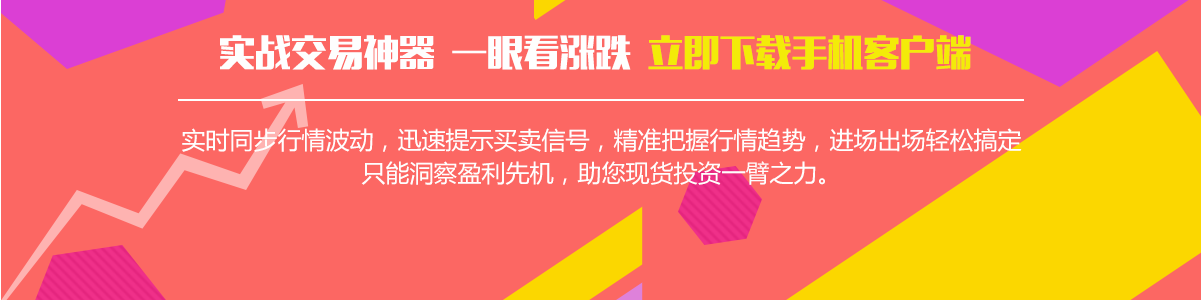 实战交易神器 一眼看涨跌 立即下载手机客户端
实时同步行情波动，迅速提示买卖信号，精准把握行情趋势，进场出场轻松搞定
只能洞察盈利先机，助您现货投资一臂之力。